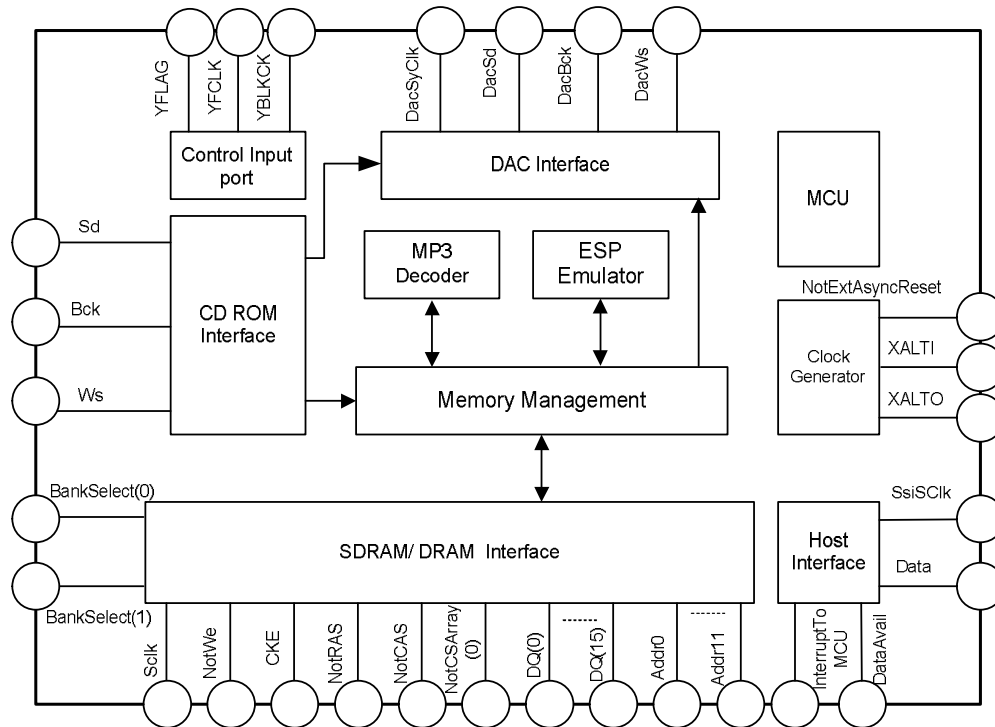 YFLAG
YFCLK
YBLKCK
DacSyClk
DacSd
DacBck
DacWs
Control Input
port
DAC Interface
MCU
Sd
Bck
Ws
CD ROM
Interface
MP3
Decoder
ESP
Emulator
NotExtAsyncReset
XALTI
XALTO
Clock
Generator
Memory Management
BankSelect(0)
BankSelect(1)
SDRAM/ DRAM Interface
SsiSClk
Data
Host
Interface
Sclk
NotWe
CKE
NotRAS
NotCAS
NotCSArray
(0)
DQ(0)
DQ(15)
Addr0
Addr11
InterruptTo
MCU
DataAvail